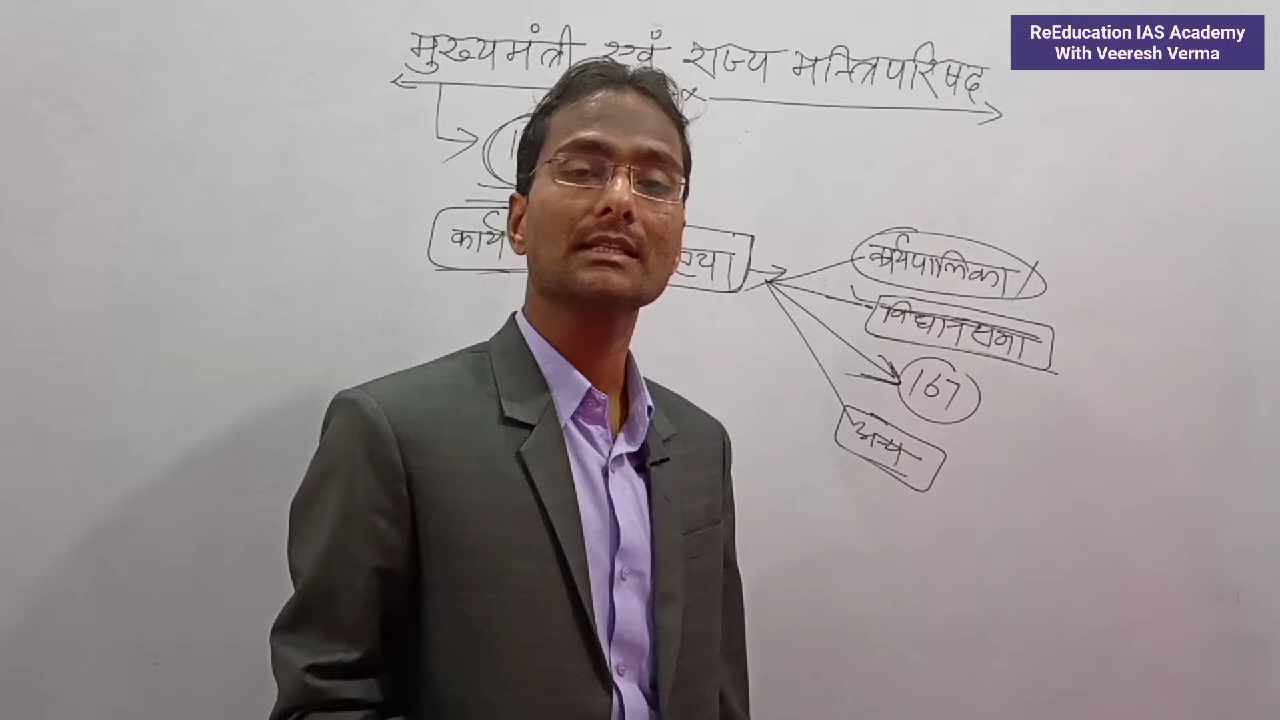 ReEducation IAS Academy
With Veeresh Verma
मुख्यमंत्री एवं राज्य मन्त्रिपरिषद
कार्य
कार्यपालिका
विधानसभा
167
अन्य